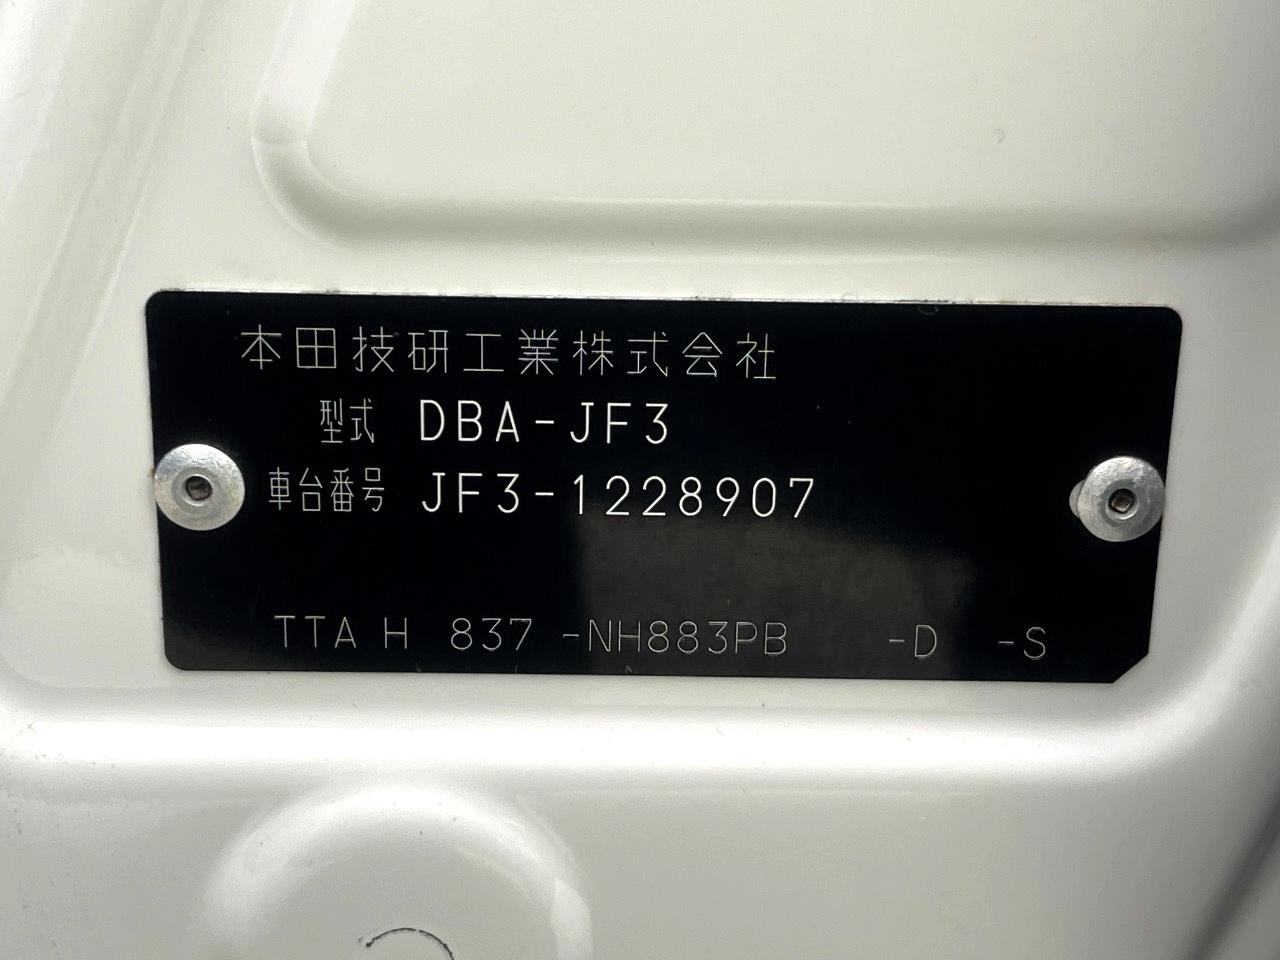 本田技研工業株式会社
型式 DBA-JF3
車台番号 JF3-1228907
TTA H 837 -NH883PB -D -S